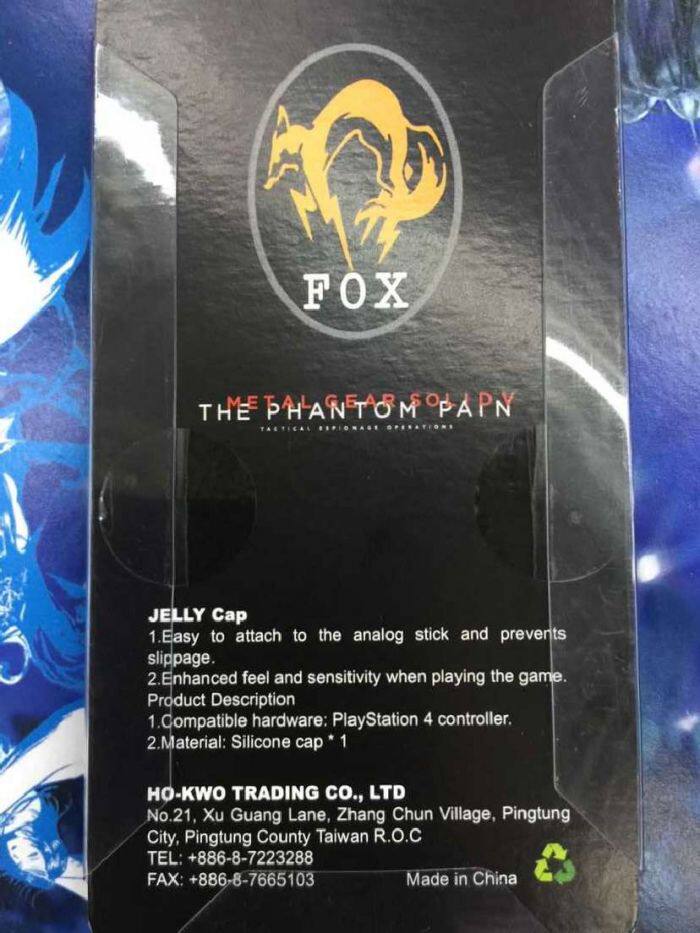 FOX
METAL GEAR SOLID V
THE PHANTOM PAIN
TACTICAL ESPIONAGE OPERATIONS
JELLY Cap
1.Easy to attach to the analog stick and prevents
slippage.
2.Enhanced feel and sensitivity when playing the game.
Product Description
1.Compatible hardware: PlayStation 4 controller.
2.Material: Silicone cap * 1
HO-KWO TRADING CO., LTD
No.21, Xu Guang Lane, Zhang Chun Village, Pingtung
City, Pingtung County Taiwan R.O.C
TEL: +886-8-7223288
FAX: +886-8-7665103 Made in China